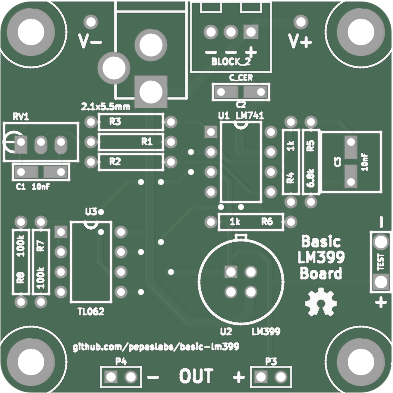 V-
V+
- - +
BLOCK_2
C_CER
C2
2.1x5.5mm
RV1
R3
R1
R2
U1 LM741
1k
R4
R5
6.8k
C3
10nF
C1 10nF
U3
1k R6
100k
R8
R7
100k
TL062
Basic
LM399
Board
-
TEST
+
U2 LM399
github.com/pepaslabs/basic-lm399
P4
- OUT +
P3